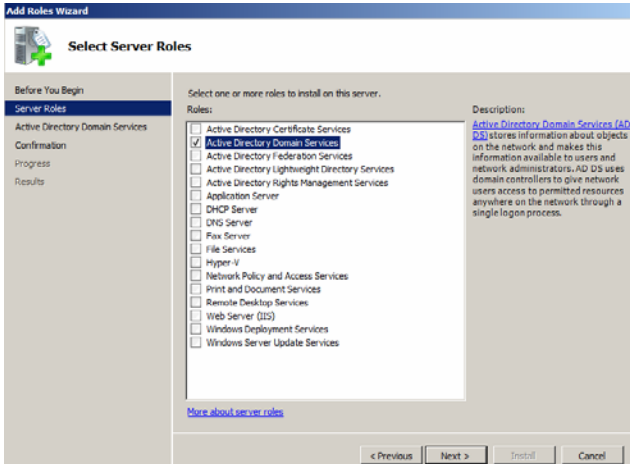 Add Roles Wizard
Select Server Roles
Before You Begin
Server Roles
Active Directory Domain Services
Confirmation
Progress
Results
Select one or more roles to install on this server.
Roles:
Active Directory Certificate Services
Active Directory Domain Services
Active Directory Federation Services
Active Directory Lightweight Directory Services
Active Directory Rights Management Services
Application Server
DHCP Server
DNS Server
Fax Server
File Services
Hyper-V
Network Policy and Access Services
Print and Document Services
Remote Desktop Services
Web Server (IIS)
Windows Deployment Services
Windows Server Update Services
More about server roles
Description:
Active Directory Domain Services (AD
DS) stores information about objects
on the network and makes this
information available to users and
network administrators. AD DS uses
domain controllers to give network
users access to permitted resources
anywhere on the network through a
single logon process.
< Previous
Next >
Install
Cancel